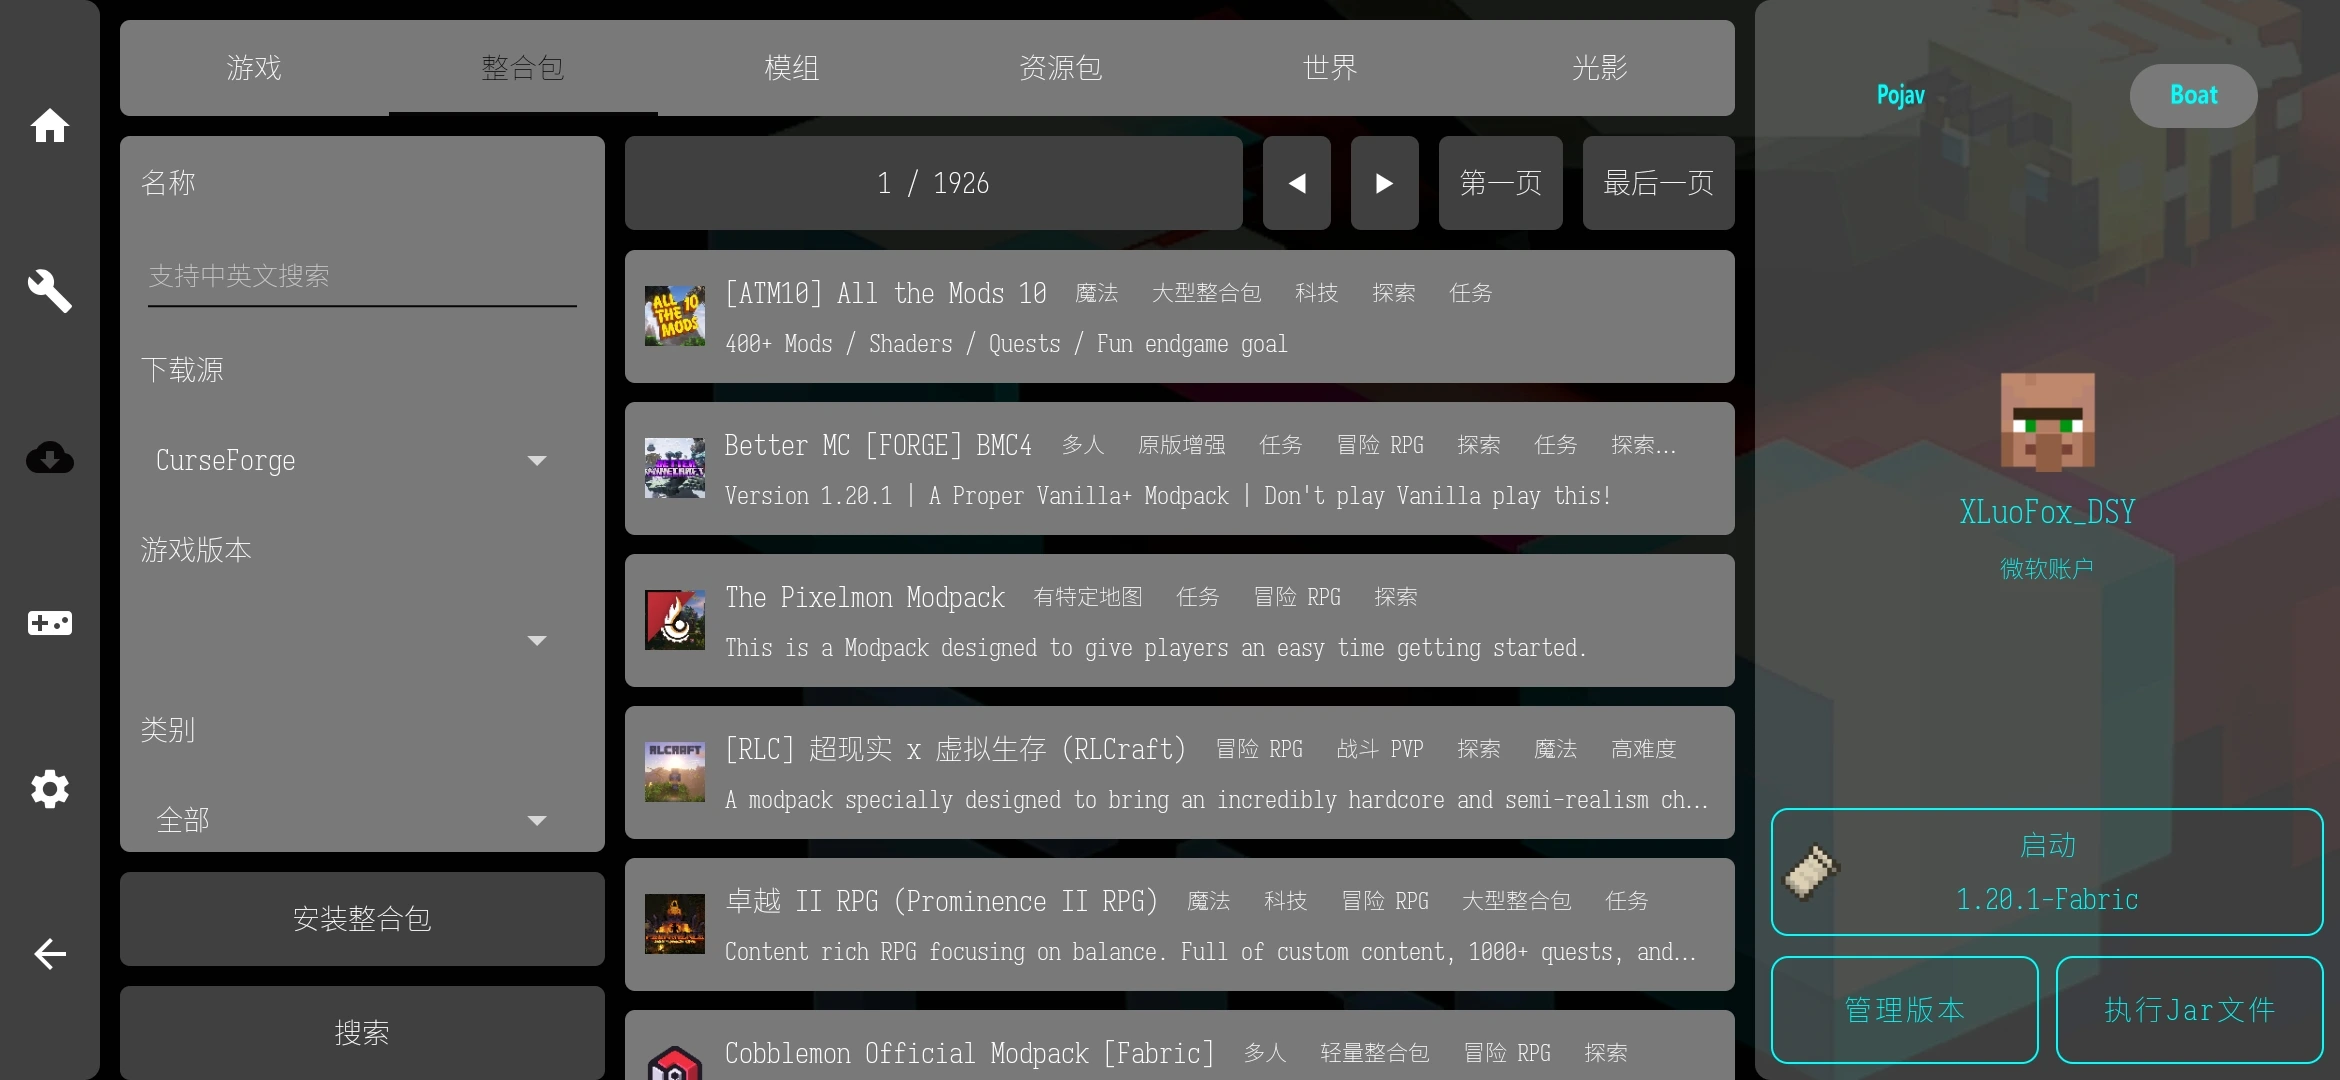 游戏 整合包 模组 资源包 世界 光影
名称
支持中英文搜索
下载源
CurseForge
游戏版本
类别
全部
安装整合包
搜索
1 / 1926 ◀ ▶ 第一页 最后一页
[ATM10] All the Mods 10 魔法 大型整合包 科技 探索 任务
400+ Mods / Shaders / Quests / Fun endgame goal
Better MC [FORGE] BMC4 多人 原版增强 任务 冒险 RPG 探索 任务 探索...
Version 1.20.1 | A Proper Vanilla+ Modpack | Don't play Vanilla play this!
The Pixelmon Modpack 有特定地图 任务 冒险 RPG 探索
This is a Modpack designed to give players an easy time getting started.
[RLC] 超现实 x 虚拟生存 (RLCraft) 冒险 RPG 战斗 PVP 探索 魔法 高难度
A modpack specially designed to bring an incredibly hardcore and semi-realism ch...
卓越 II RPG (Prominence II RPG) 魔法 科技 冒险 RPG 大型整合包 任务
Content rich RPG focusing on balance. Full of custom content, 1000+ quests, and...
Cobblemon Official Modpack [Fabric] 多人 轻量整合包 冒险 RPG 探索
ALL 10
THE
MODS
BETTER
MINECRAFT
RLCRAFT
Pojav Boat
XLuoFox_DSY
微软账户
启动
1.20.1-Fabric
管理版本 执行Jar文件